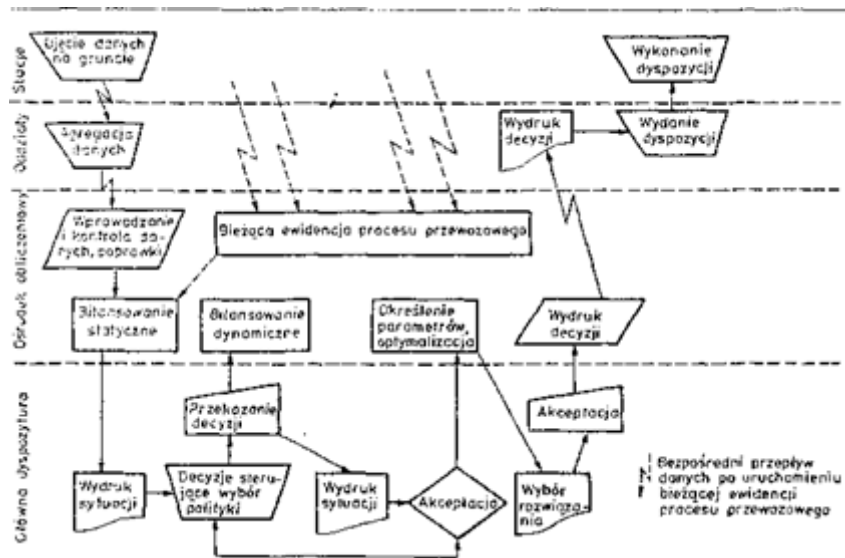 Stacje
Ujęcie danych
na gruncie
Wykonanie
dyspozycji
Oddziały
Agregacja
danych
Wydruk
decyzji
Wydanie
dyspozycji
Ośrodek obliczeniowy
Wprowadzanie
i kontrola da-
nych, poprawki
Bieżąca ewidencja procesu przewozowego
Bilansowanie
statyczne
Bilansowanie
dynamiczne
Określenie
parametrów,
optymalizacja
Wydruk
decyzji
Główna dyspozytura
Przekazanie
decyzji
Akceptacja
Wydruk
sytuacji
Decyzje steru-
jące wybór
polityki
Wydruk
sytuacji
Akceptacja
Wybór
rozwiąza-
nia
Bezpośredni przepływ
danych po uruchomieniu
bieżącej ewidencji
procesu przewozowego